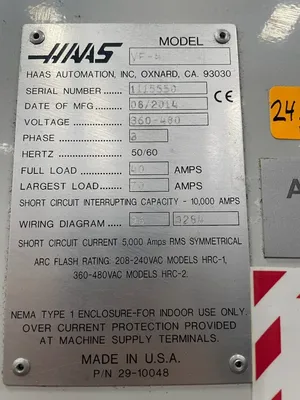 HAAS MODEL
HAAS AUTOMATION, INC, OXNARD, CA. 93030
SERIAL NUMBER 1115550
DATE OF MFG 08/2014
VOLTAGE 360-480
PHASE 3
HERTZ 50/60
FULL LOAD AMPS
LARGEST LOAD AMPS
SHORT CIRCUIT INTERRUPTING CAPACITY - 10,000 AMPS
WIRING DIAGRAM
SHORT CIRCUIT CURRENT 5,000 Amps RMS SYMMETRICAL
ARC FLASH RATING: 208-240VAC MODELS HRC-1,
360-480VAC MODELS HRC-2.
NEMA TYPE 1 ENCLOSURE-FOR INDOOR USE ONLY
OVER CURRENT PROTECTION PROVIDED
AT MACHINE SUPPLY TERMINALS.
MADE IN U.S.A.
P/N 29-10048
CE
24
A